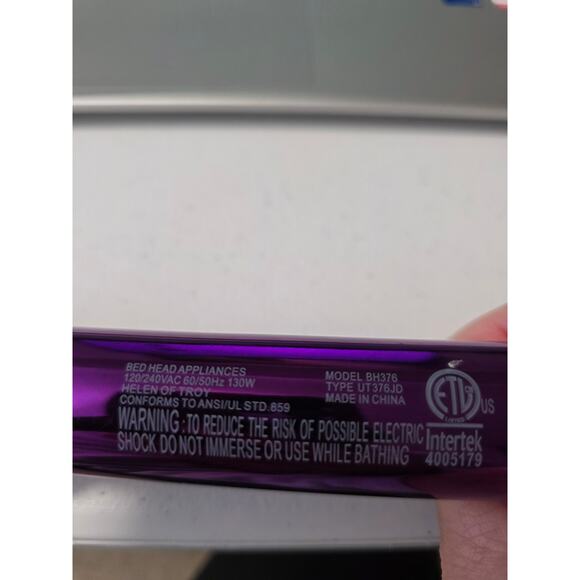 BED HEAD APPLIANCES
120/240VAC 60/50Hz 130W
HELEN OF TROY
CONFORMS TO ANSI/UL STD.859
MODEL BH376
TYPE UT376JD
MADE IN CHINA
WARNING: TO REDUCE THE RISK OF POSSIBLE ELECTRIC
SHOCK DO NOT IMMERSE OR USE WHILE BATHING
ETL
US
Intertek
4005179